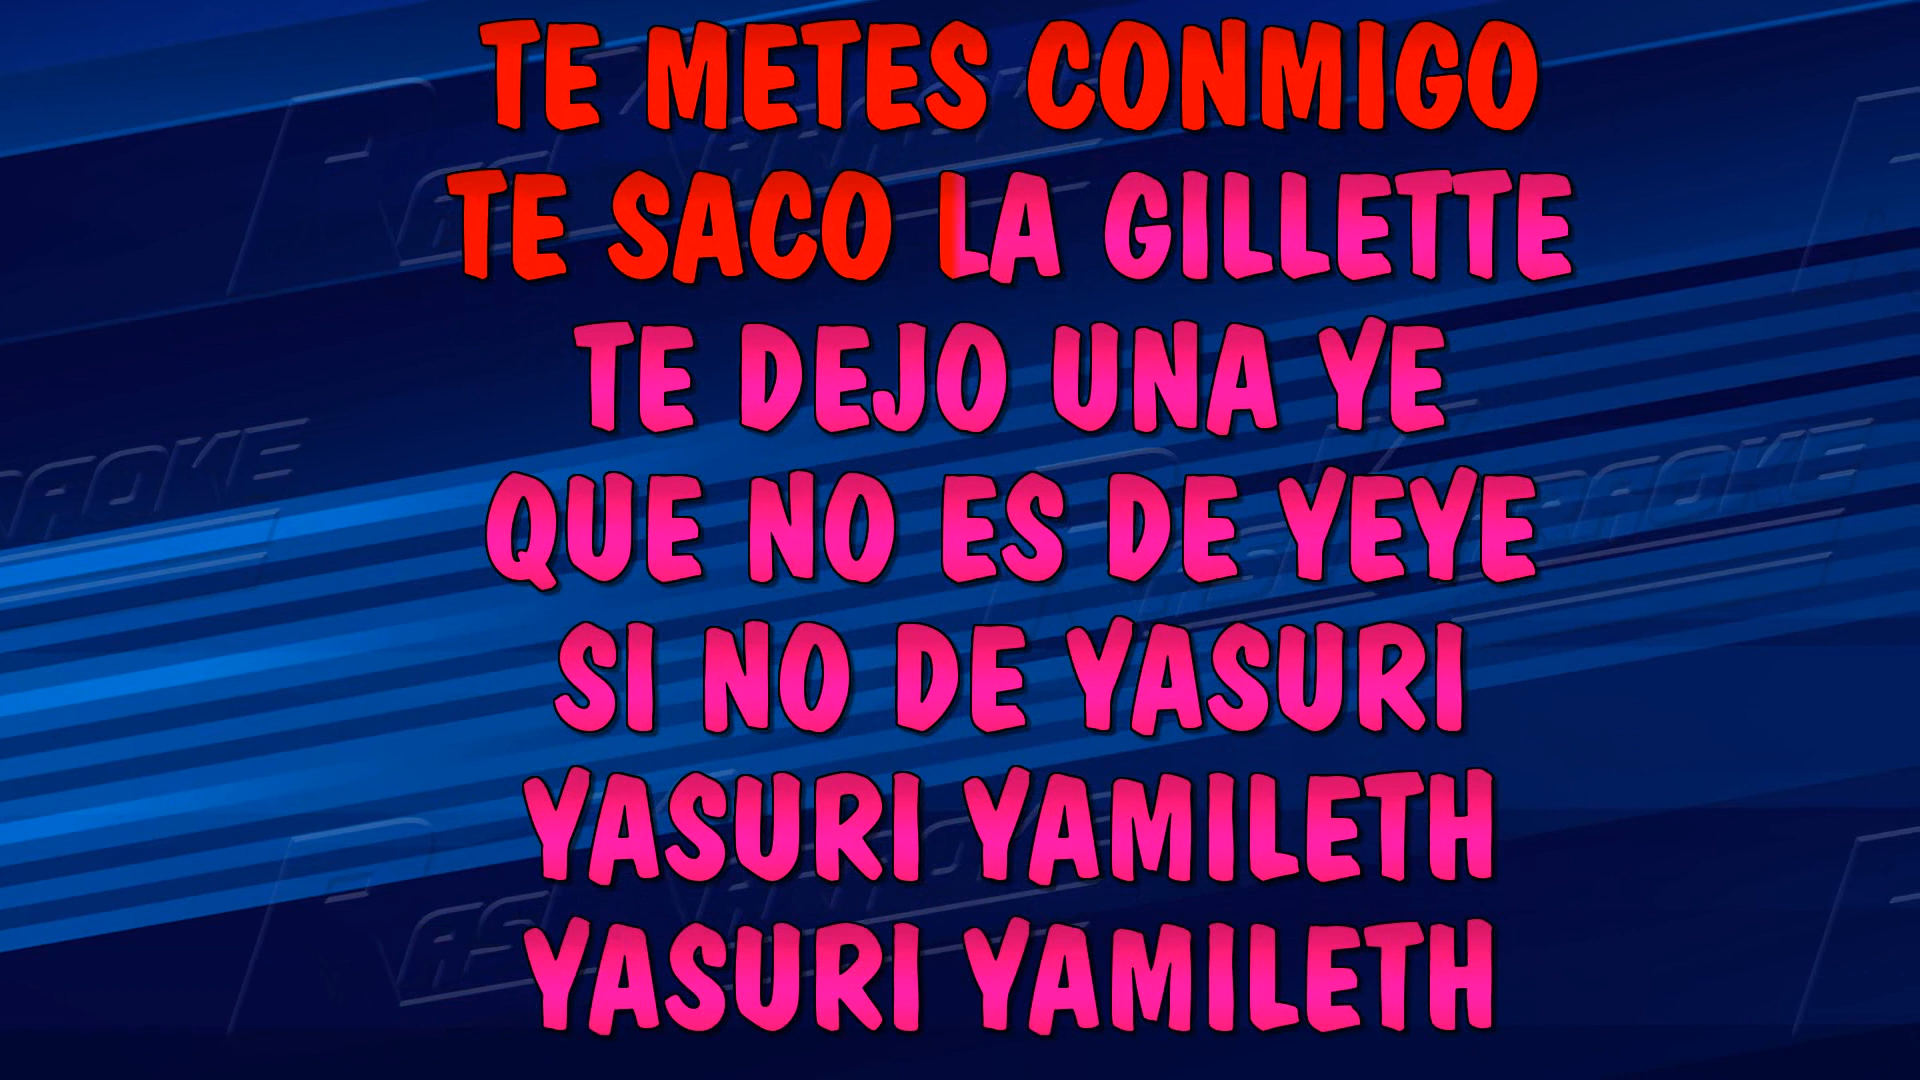 TE METES CONMIGO
TE SACO LA GILLETTE
TE DEJO UNA YE
QUE NO ES DE YEYE
SI NO DE YASURI
YASURI YAMILETH
YASURI YAMILETH